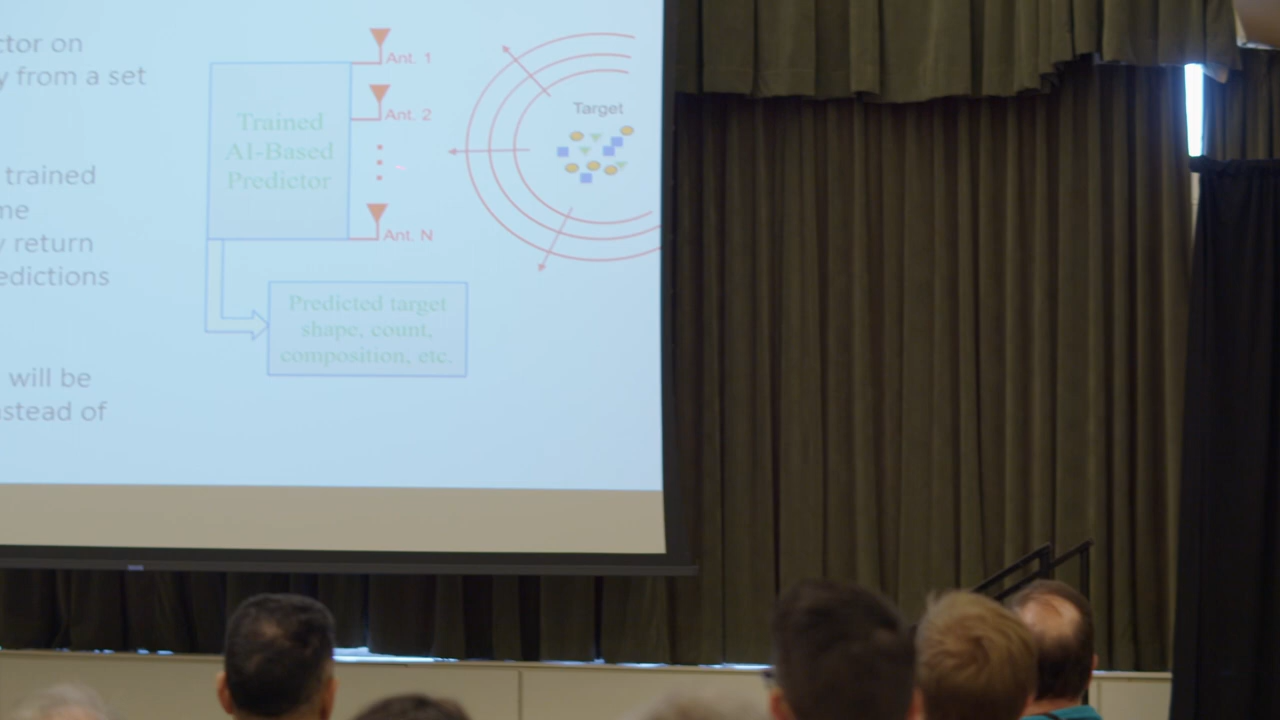 ctor on
y from a set
trained
me
y return
edictions
will be
nstead of
Trained
AI-Based
Predictor
Ant. 1
Ant. 2
Ant. N
Target
Predicted target
shape, count,
composition, etc.